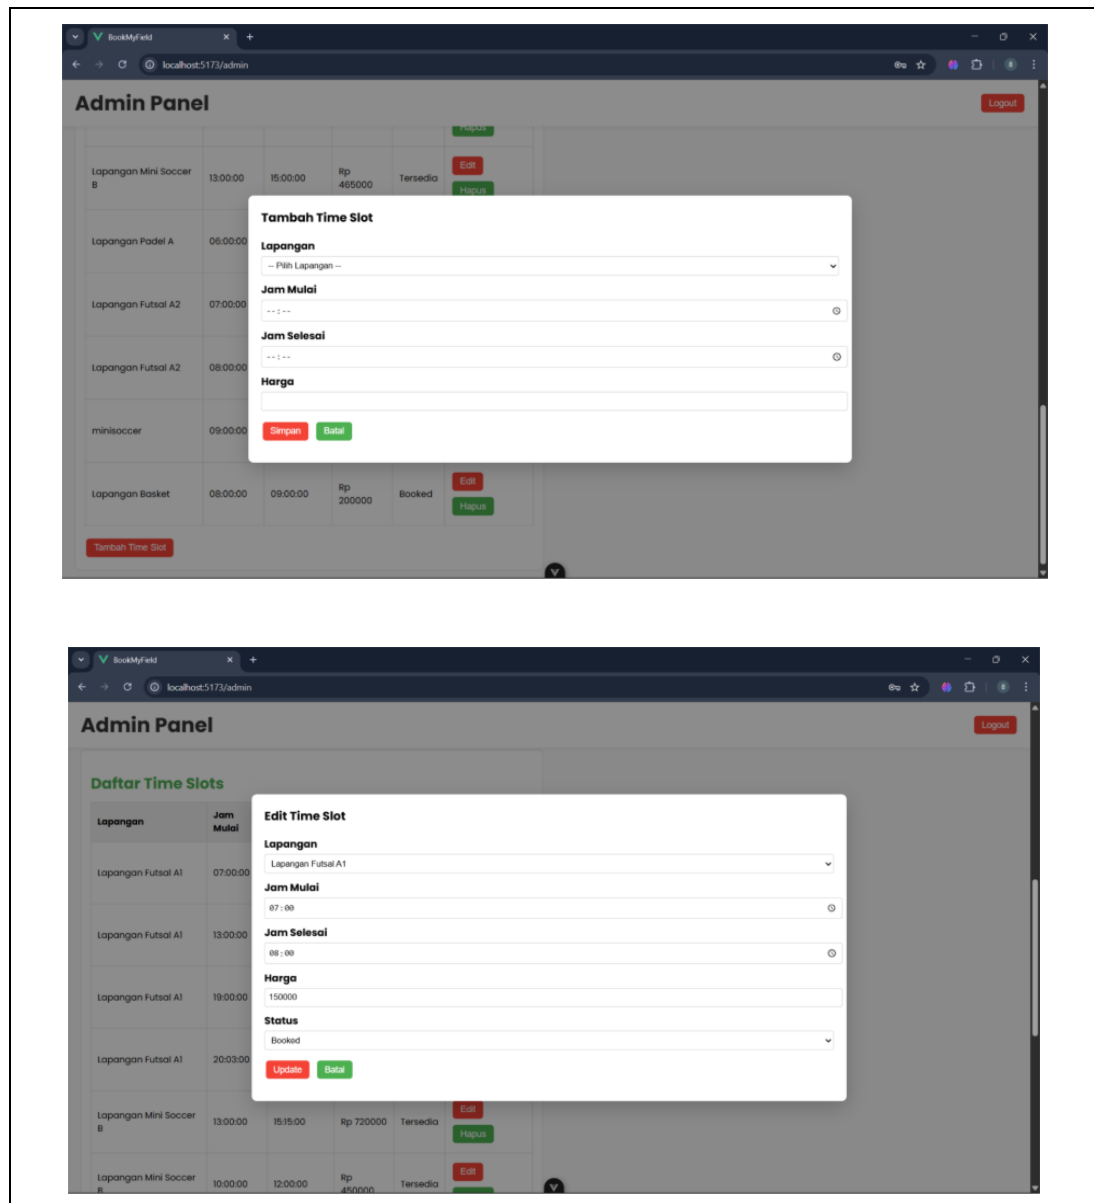 BookMyField
localhost:5173/admin
Admin Panel
Logout
Hapus
Lapangan Mini Soccer B 13:00:00 15:00:00 Rp 465000 Tersedia Edit Hapus
Lapangan Padel A 06:00:00
Lapangan Futsal A2 07:00:00
Lapangan Futsal A2 08:00:00
minisoccer 09:00:00
Lapangan Basket 08:00:00 09:00:00 Rp 200000 Booked Edit Hapus
Tambah Time Slot
Tambah Time Slot
Lapangan
-- Pilih Lapangan --
Jam Mulai
--:--
Jam Selesai
--:--
Harga
Simpan Batal
BookMyField
localhost:5173/admin
Admin Panel
Logout
Daftar Time Slots
Lapangan Jam Mulai
Lapangan Futsal A1 07:00:00
Lapangan Futsal A1 13:00:00
Lapangan Futsal A1 19:00:00
Lapangan Futsal A1 20:03:00
Lapangan Mini Soccer B 13:00:00 15:15:00 Rp 720000 Tersedia Edit Hapus
Lapangan Mini Soccer B 10:00:00 12:00:00 Rp 450000 Tersedia Edit
Edit Time Slot
Lapangan
Lapangan Futsal A1
Jam Mulai
07:00
Jam Selesai
08:00
Harga
150000
Status
Booked
Update Batal